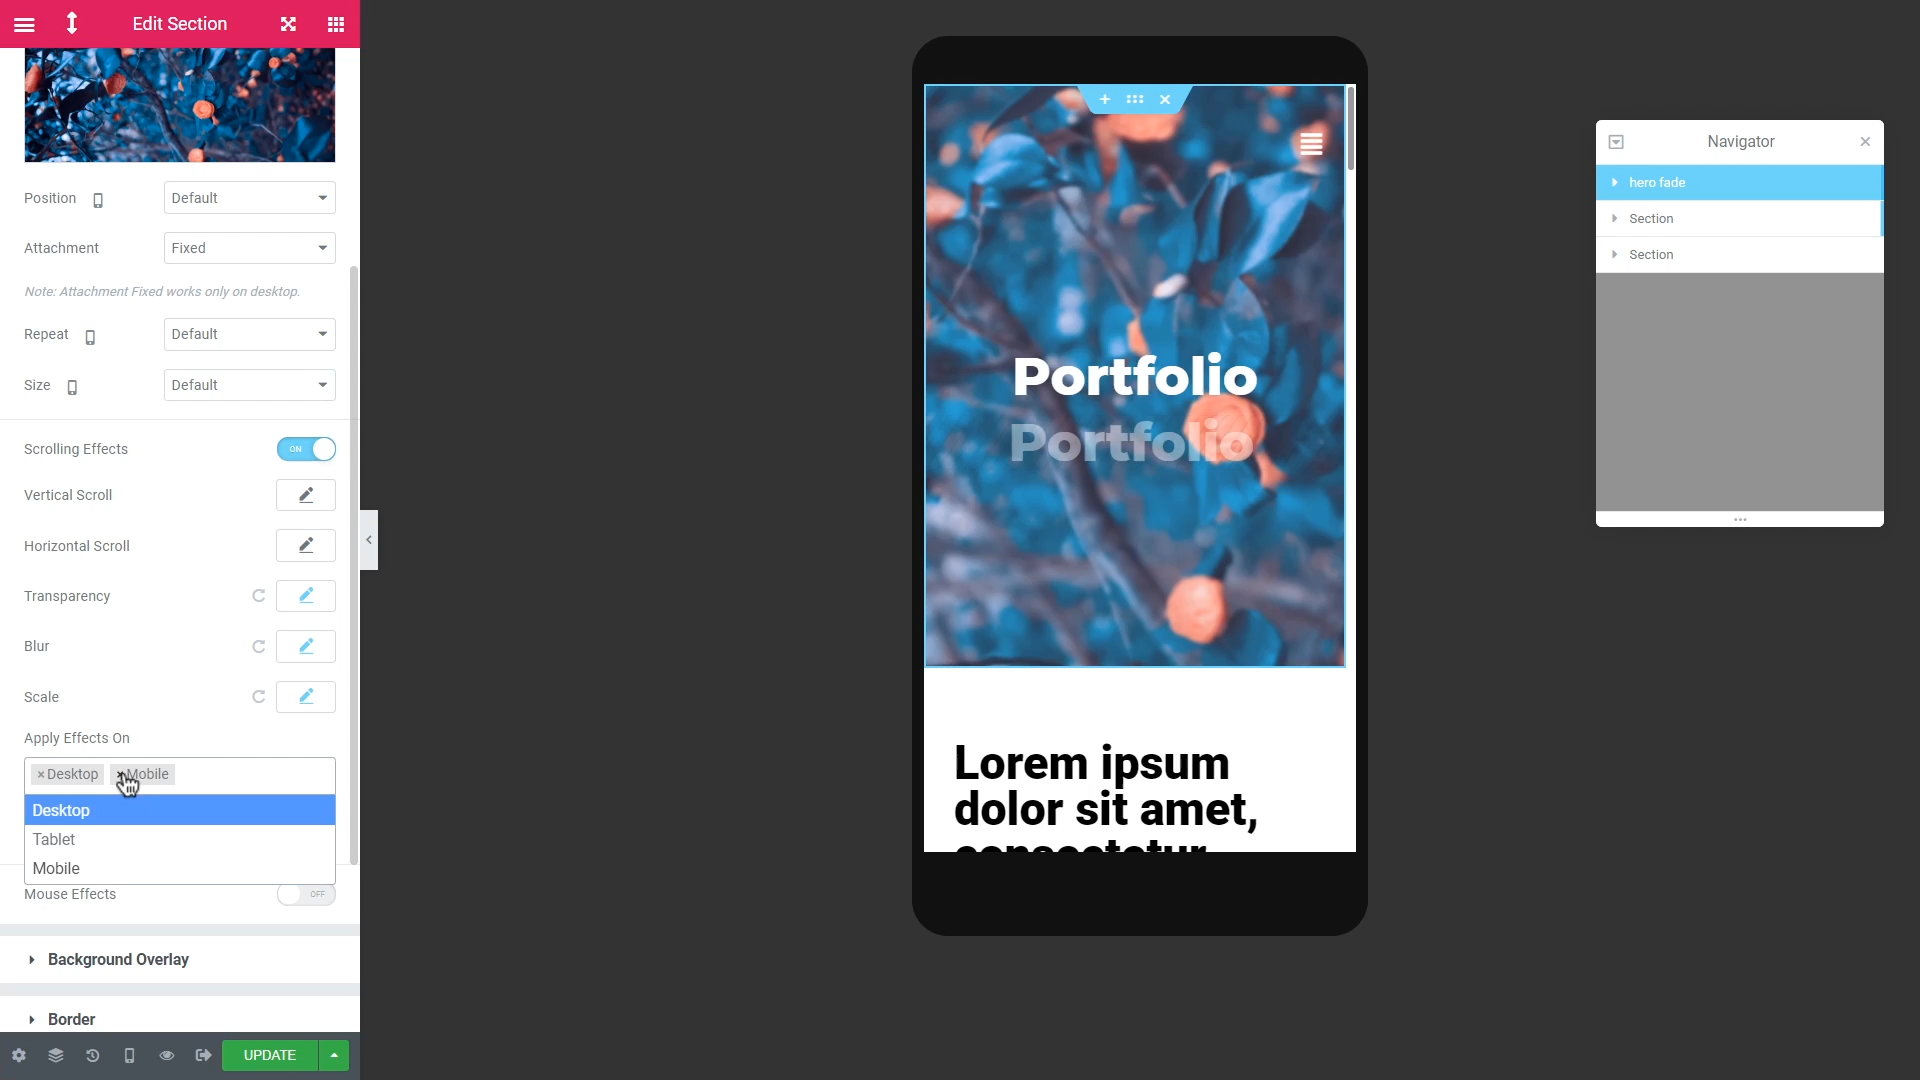 Edit Section
Position
Default
Attachment
Fixed
Note: Attachment Fixed works only on desktop.
Repeat
Default
Size
Default
Scrolling Effects
ON
Vertical Scroll
Horizontal Scroll
Transparency
Blur
Scale
Apply Effects On
×Desktop ×Mobile
Desktop
Tablet
Mobile
Mouse Effects
OFF
Background Overlay
Border
UPDATE
Portfolio
Portfolio
Lorem ipsum
dolor sit amet,
consectetur
Navigator
hero fade
Section
Section